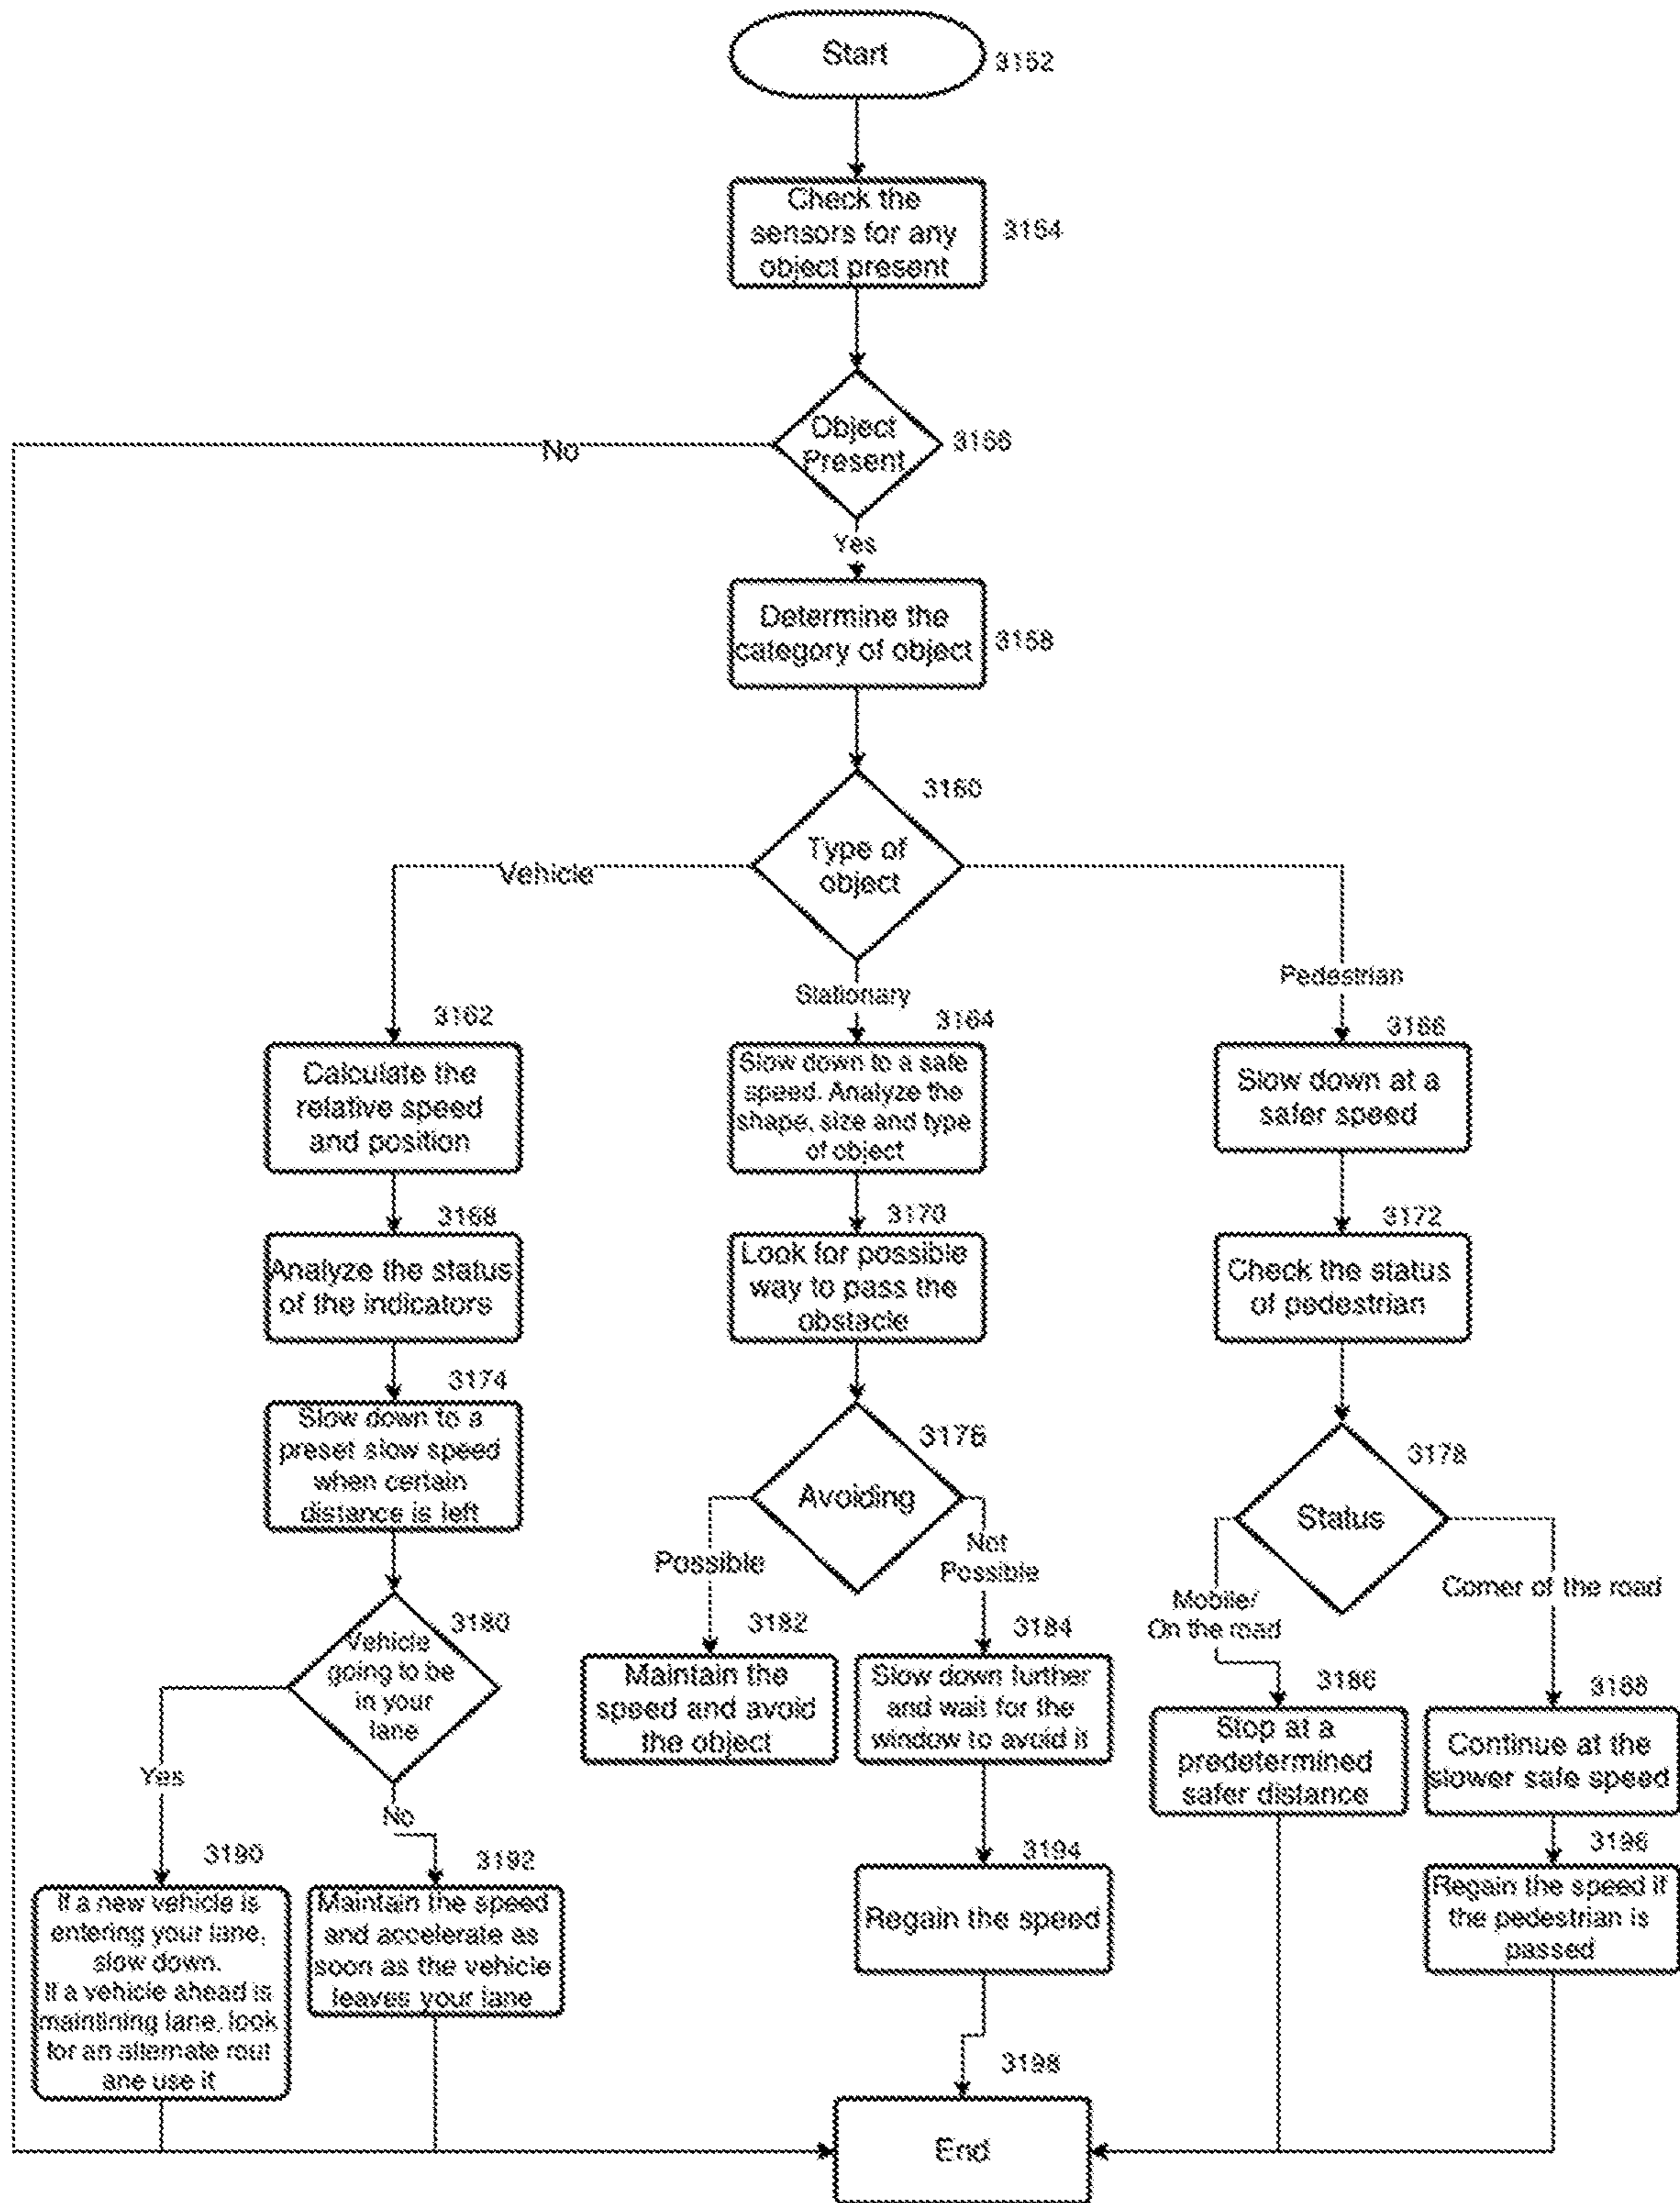 Start
3152
Check the
sensors for any
object present
3154
Object
Present
3156
No
Yes
Determine the
category of object
3158
3160
Type of
object
Vehicle
Stationary
Pedestrian
3162
Calculate the
relative speed
and position
3164
Slow down to a safe
speed. Analyze the
shape, size and type
of object
3166
Slow down at a
safer speed
3168
Analyze the status
of the indicators
3170
Look for possible
way to pass the
obstacle
3172
Check the status
of pedestrian
3174
Slow down to a
preset slow speed
when certain
distance is left
3176
Avoiding
Possible
Not
Possible
3178
Status
Mobile/
On the road
Corner of the road
3180
Vehicle
going to be
in your
lane
Yes
No
3182
Maintain the
speed and avoid
the object
3184
Slow down further
and wait for the
window to avoid it
3186
Stop at a
predetermined
safer distance
3188
Continue at the
slower safe speed
3190
If a new vehicle is
entering your lane,
slow down.
If a vehicle ahead is
maintining lane, look
for an alternate rout
ane use it
3192
Maintain the speed
and accelerate as
soon as the vehicle
leaves your lane
3194
Regain the speed
3196
Regain the speed if
the pedestrian is
passed
3198
End